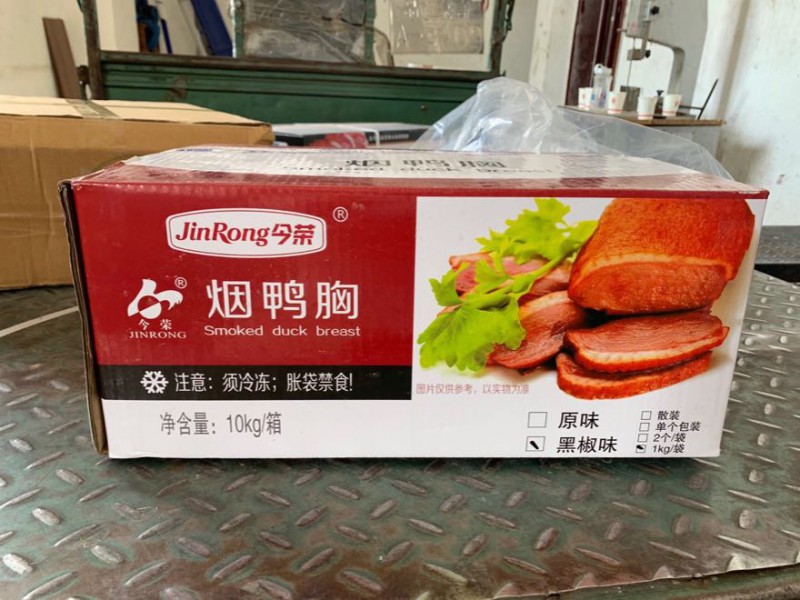 烟 鸭 胸
smoked duck breast
JinRong今荣
®
®
今荣
JINRONG
烟鸭胸
Smoked duck breast
注意：须冷冻；胀袋禁食!
图片仅供参考，以实物为准
净含量：10kg/箱
原味
黑椒味
散装
单个包装
2个/袋
1kg/袋